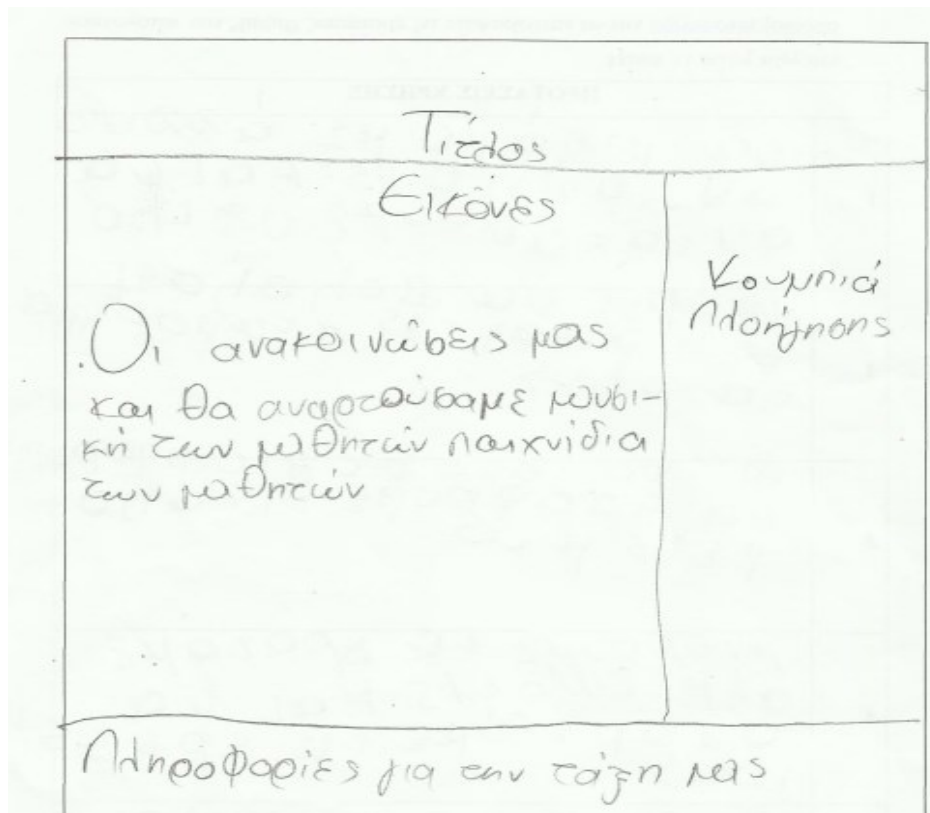 Τίτλος
Εικόνες
Οι ανακοινώσεις μας
και θα αναρτούσαμε μουσι-
κή των μαθητών παιχνίδια
των μαθητών
Κουμπιά
Πλοήγησης
Πληροφορίες για την τάξη μας